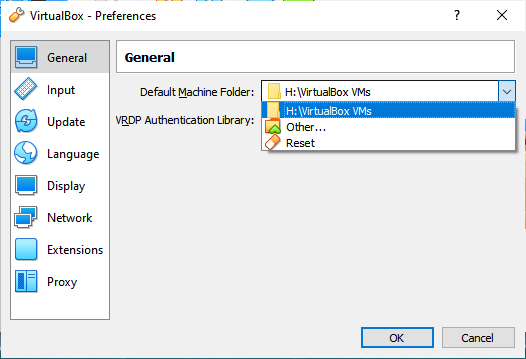 VirtualBox - Preferences
General
Input
Update
Language
Display
Network
Extensions
Proxy
General
Default Machine Folder: H:\VirtualBox VMs
H:\VirtualBox VMs
VRDP Authentication Library:
Other...
Reset
OK Cancel